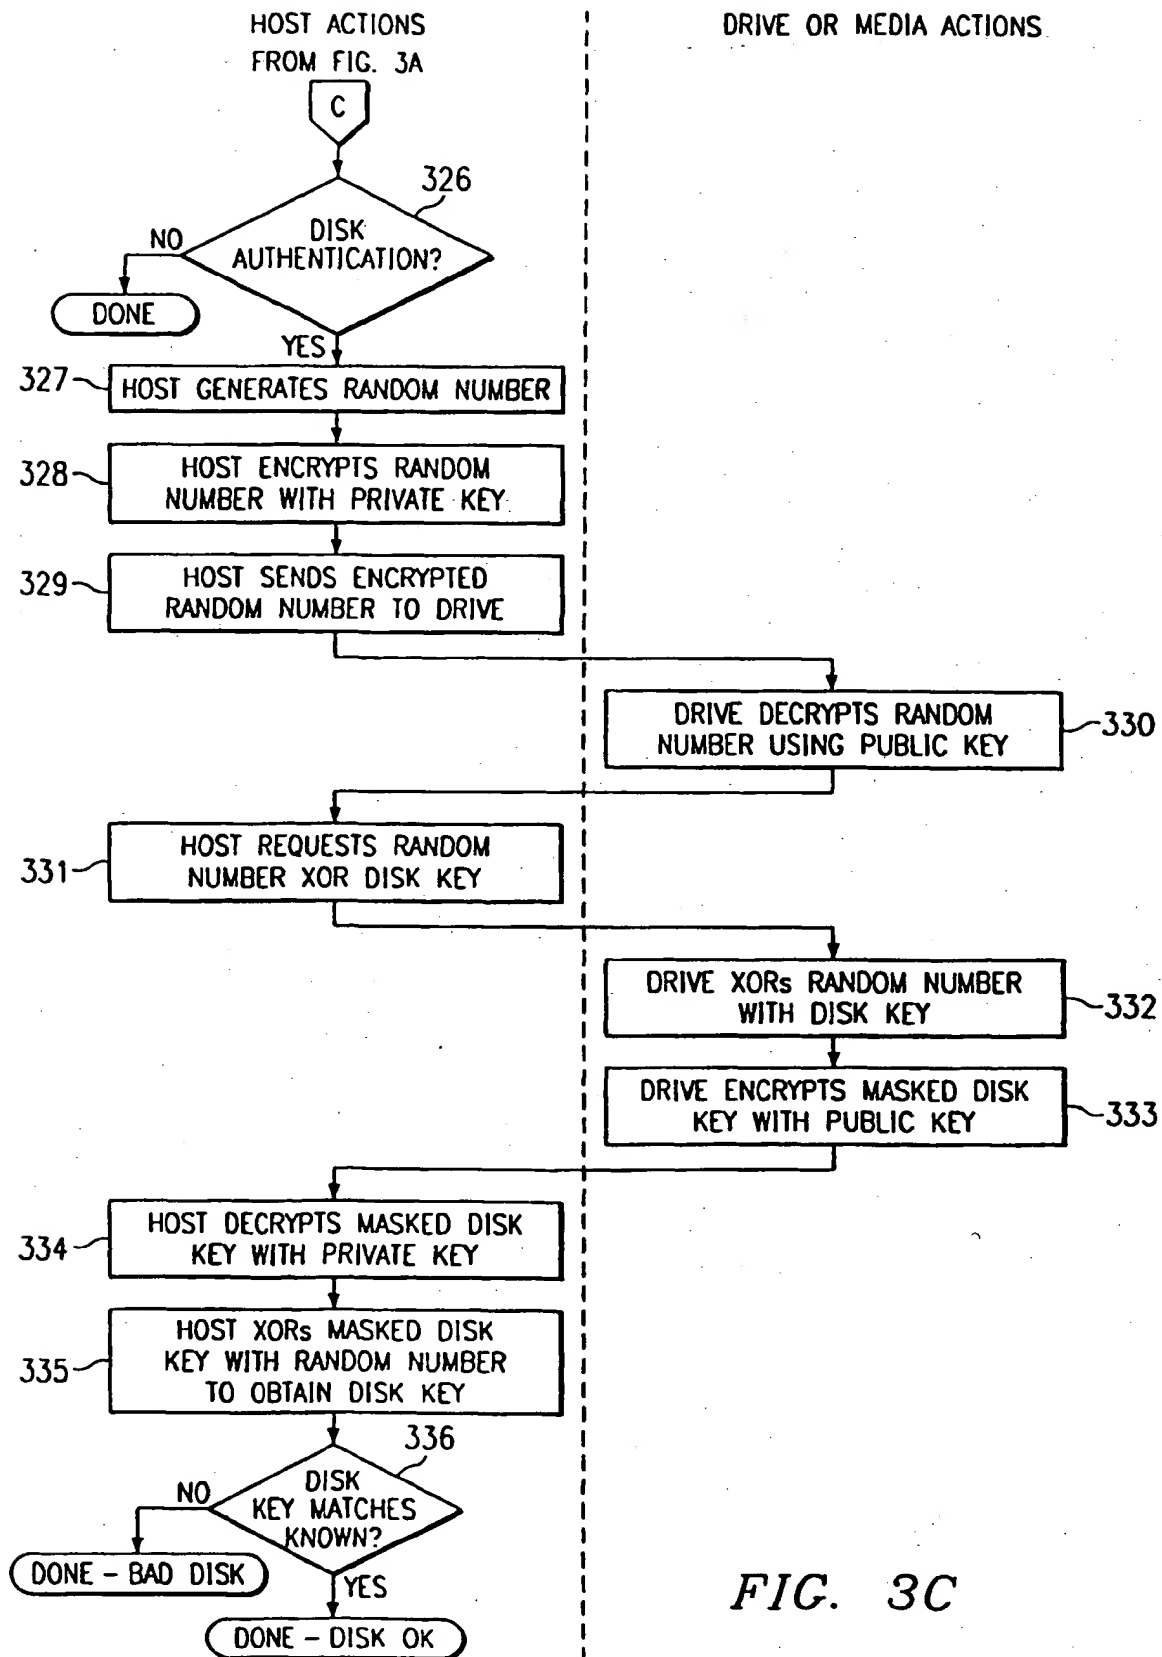 HOST ACTIONS
FROM FIG. 3A
DRIVE OR MEDIA ACTIONS
C
326
DISK
AUTHENTICATION?
NO
DONE
YES
327
HOST GENERATES RANDOM NUMBER
328
HOST ENCRYPTS RANDOM
NUMBER WITH PRIVATE KEY
329
HOST SENDS ENCRYPTED
RANDOM NUMBER TO DRIVE
DRIVE DECRYPTS RANDOM
NUMBER USING PUBLIC KEY
330
331
HOST REQUESTS RANDOM
NUMBER XOR DISK KEY
DRIVE XORs RANDOM NUMBER
WITH DISK KEY
332
DRIVE ENCRYPTS MASKED DISK
KEY WITH PUBLIC KEY
333
334
HOST DECRYPTS MASKED DISK
KEY WITH PRIVATE KEY
335
HOST XORs MASKED DISK
KEY WITH RANDOM NUMBER
TO OBTAIN DISK KEY
336
DISK
KEY MATCHES
KNOWN?
NO
DONE – BAD DISK
YES
DONE – DISK OK
FIG. 3C